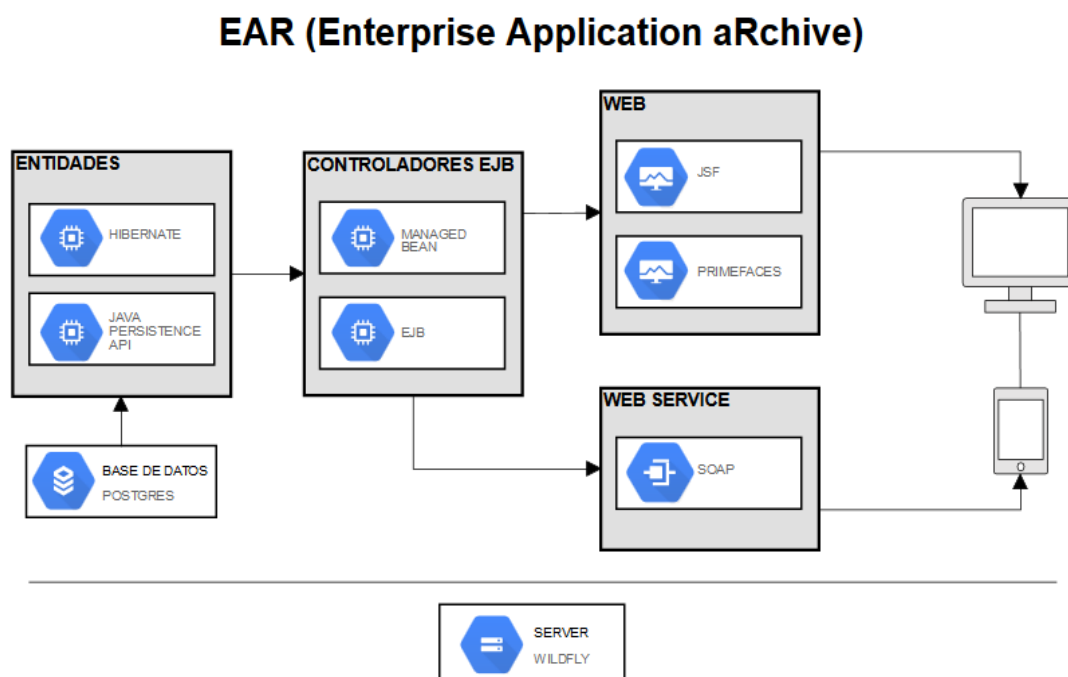 EAR (Enterprise Application aRchive)
ENTIDADES
HIBERNATE
JAVA
PERSISTENCE
API
BASE DE DATOS
POSTGRES
CONTROLADORES EJB
MANAGED
BEAN
EJB
WEB
JSF
PRIMEFACES
WEB SERVICE
SOAP
SERVER
WILDFLY